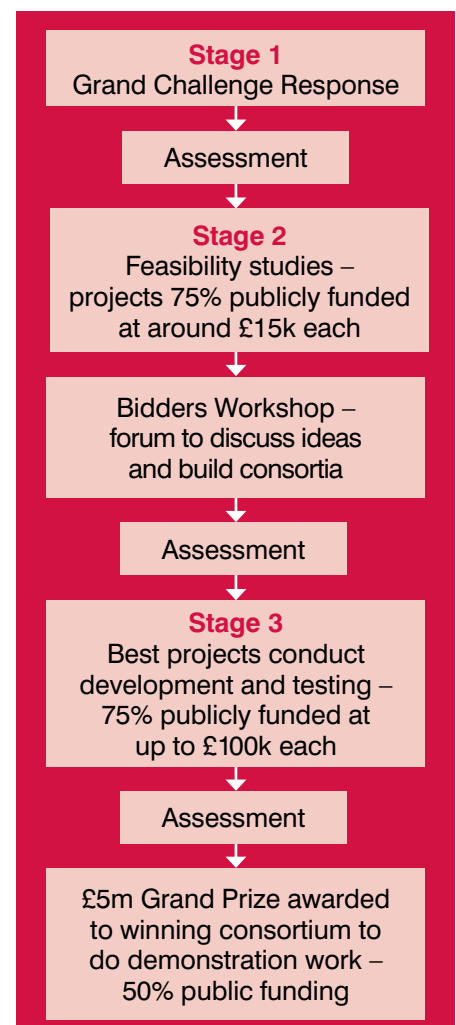 Stage 1
Grand Challenge Response
Assessment
Stage 2
Feasibility studies –
projects 75% publicly funded
at around £15k each
Bidders Workshop –
forum to discuss ideas
and build consortia
Assessment
Stage 3
Best projects conduct
development and testing –
75% publicly funded at
up to £100k each
Assessment
£5m Grand Prize awarded
to winning consortium to
do demonstration work –
50% public funding